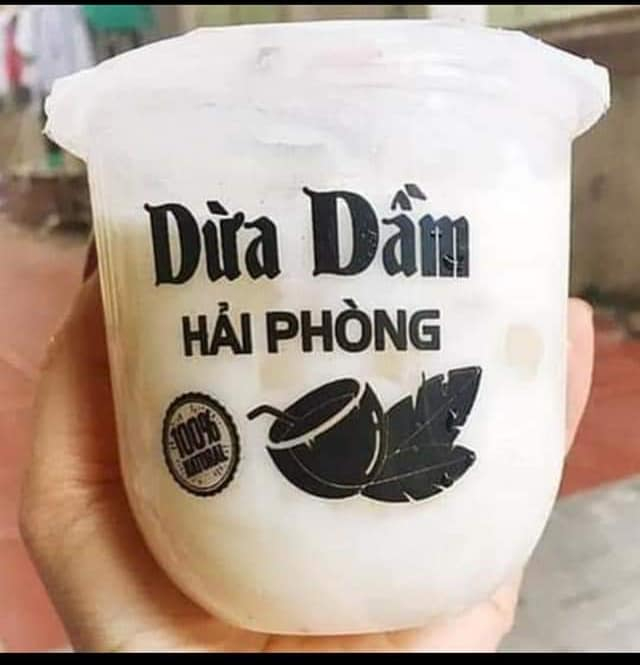 Dừa Dầm
HẢI PHÒNG
100%
NATURAL